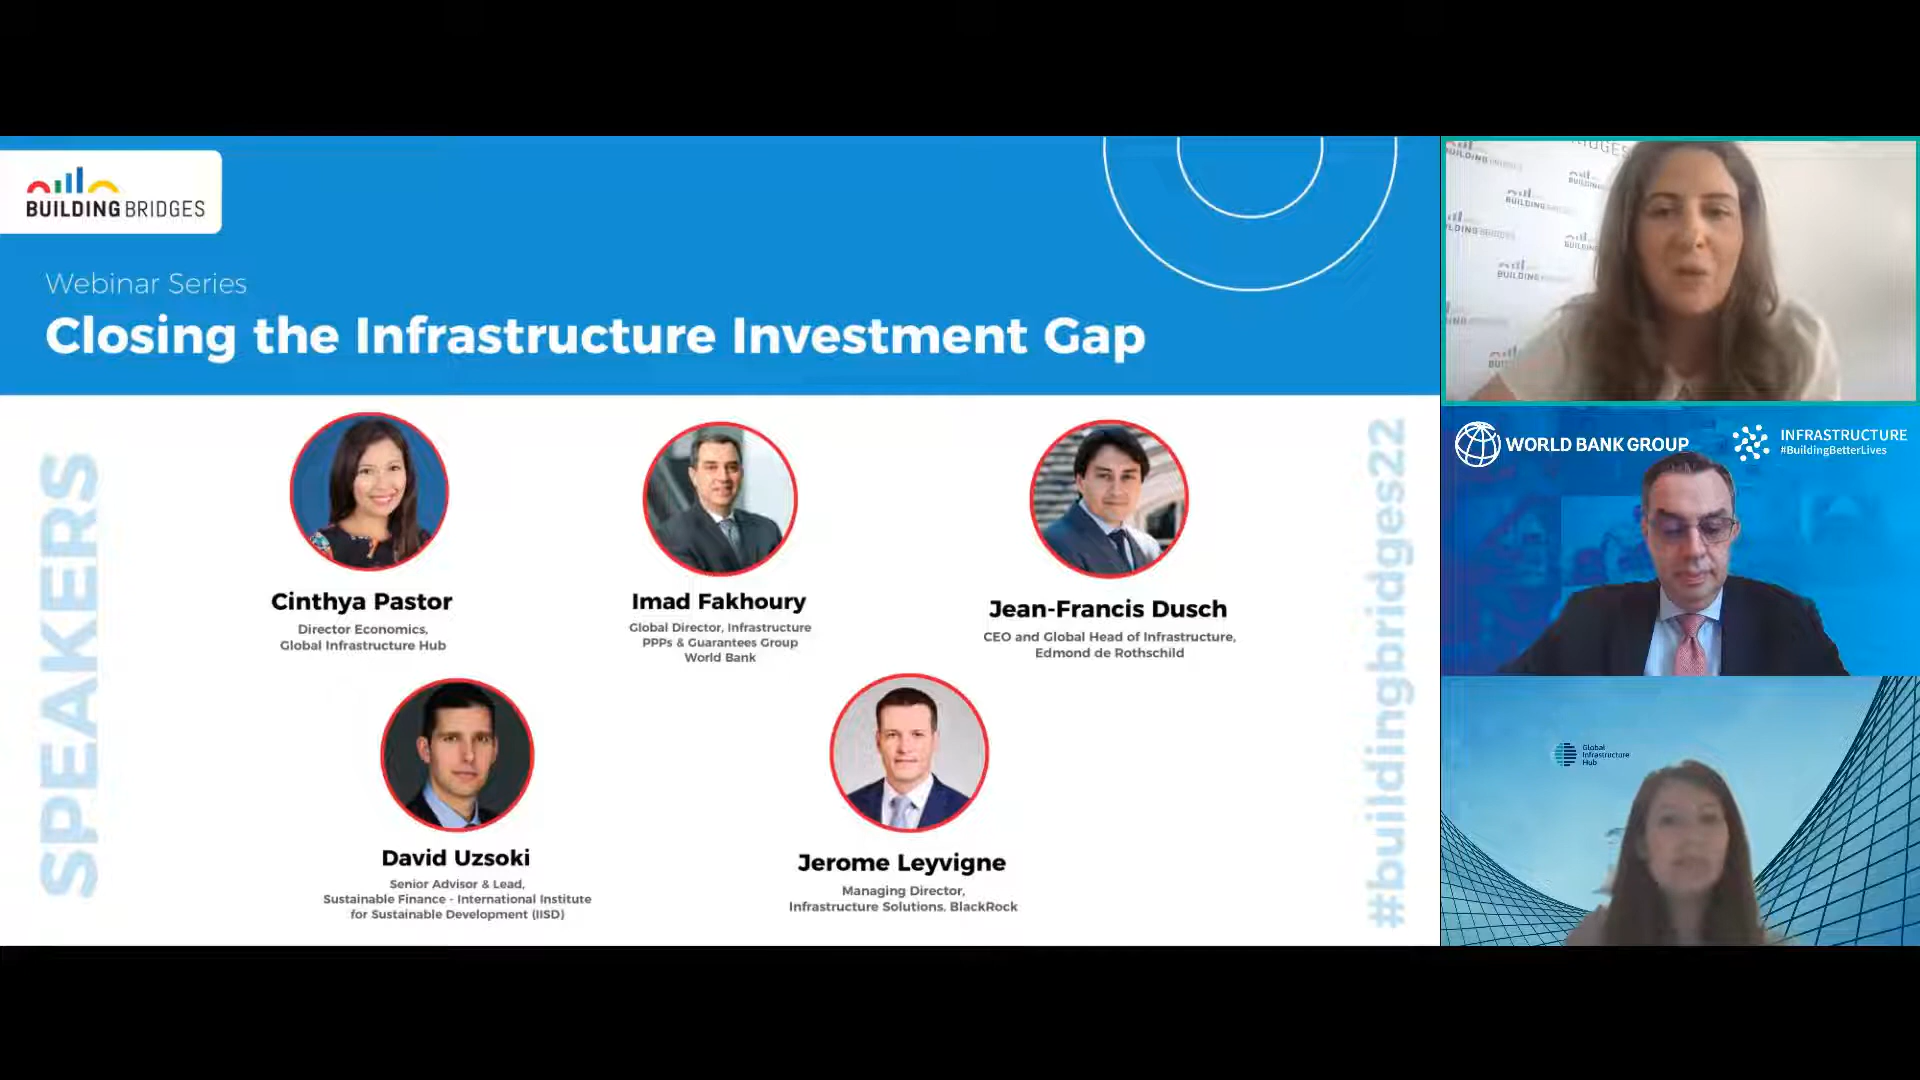 BUILDING BRIDGES
Webinar Series
Closing the Infrastructure Investment Gap
SPEAKERS
Cinthya Pastor
Director Economics,
Global Infrastructure Hub
Imad Fakhoury
Global Director, Infrastructure
PPPs & Guarantees Group
World Bank
Jean-Francis Dusch
CEO and Global Head of Infrastructure,
Edmond de Rothschild
David Uzsoki
Senior Advisor & Lead,
Sustainable Finance - International Institute
for Sustainable Development (IISD)
Jerome Leyvigne
Managing Director,
Infrastructure Solutions, BlackRock
#buildingbridges22
WORLD BANK GROUP
INFRASTRUCTURE
#BuildingBetterLives
Global
Infrastructure
Hub